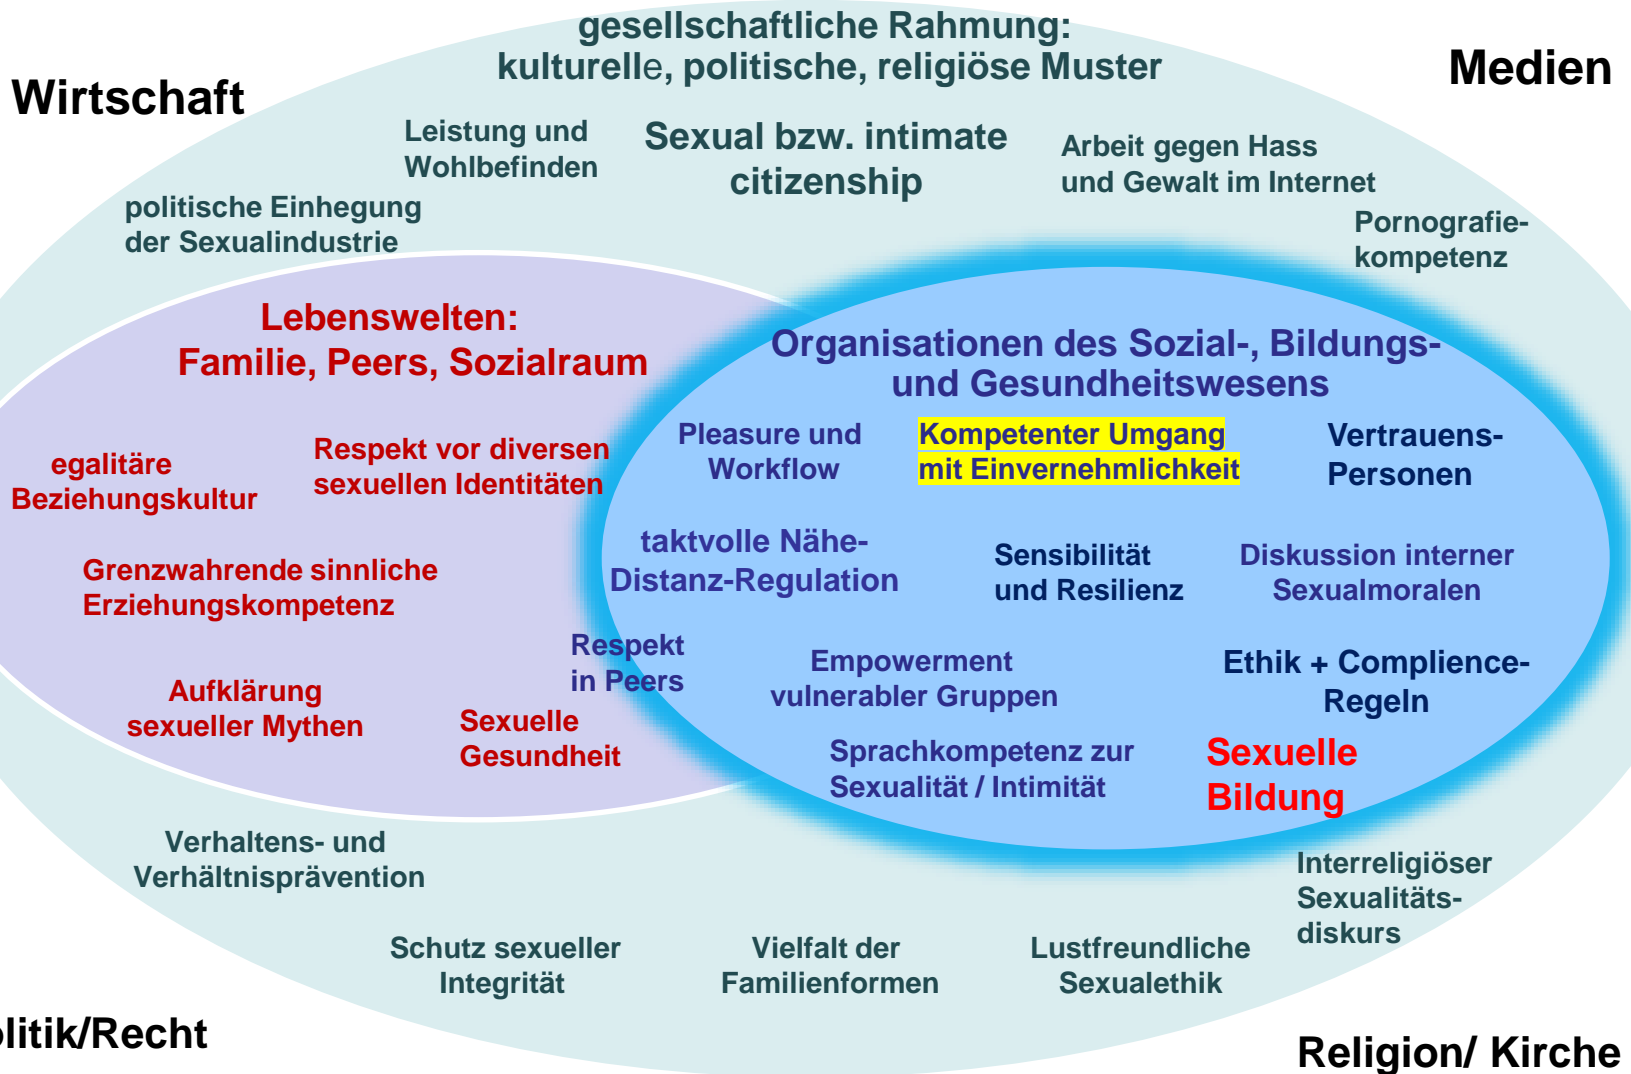 gesellschaftliche Rahmung:
kulturelle, politische, religiöse Muster
Wirtschaft
Medien
Leistung und
Wohlbefinden
Sexual bzw. intimate
citizenship
Arbeit gegen Hass
und Gewalt im Internet
politische Einhegung
der Sexualindustrie
Pornografie-
kompetenz
Lebenswelten:
Familie, Peers, Sozialraum
Organisationen des Sozial-, Bildungs-
und Gesundheitswesens
egalitäre
Beziehungskultur
Respekt vor diversen
sexuellen Identitäten
Pleasure und
Workflow
Kompetenter Umgang
mit Einvernehmlichkeit
Vertrauens-
Personen
Grenzwahrende sinnliche
Erziehungskompetenz
taktvolle Nähe-
Distanz-Regulation
Sensibilität
und Resilienz
Diskussion interner
Sexualmoralen
Respekt
in Peers
Empowerment
vulnerabler Gruppen
Ethik + Complience-
Regeln
Aufklärung
sexueller Mythen
Sexuelle
Gesundheit
Sprachkompetenz zur
Sexualität / Intimität
Sexuelle
Bildung
Verhaltens- und
Verhältnisprävention
Interreligiöser
Sexualitäts-
diskurs
Schutz sexueller
Integrität
Vielfalt der
Familienformen
Lustfreundliche
Sexualethik
olitik/Recht
Religion/ Kirche